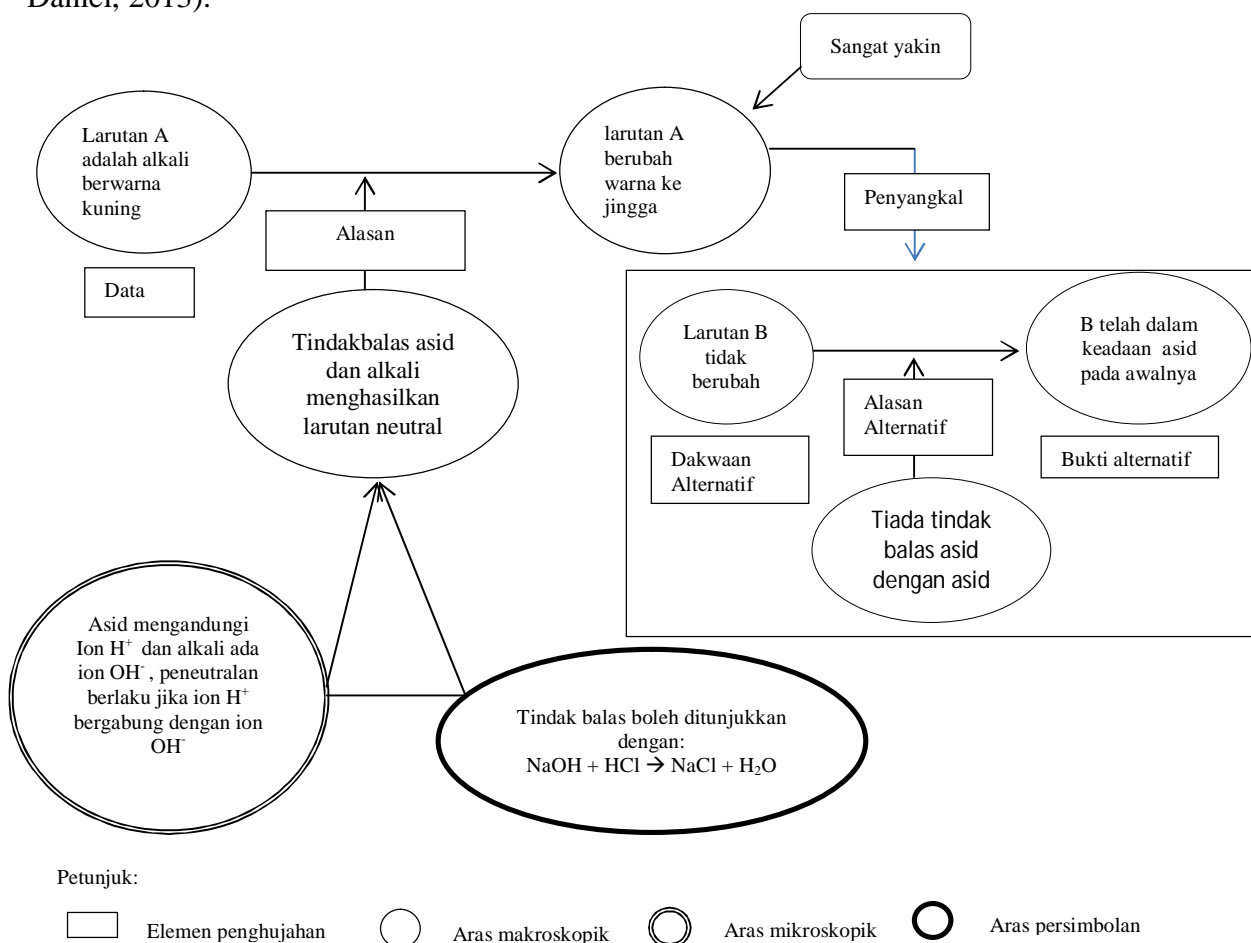 Daniel, 2013).
Sangat yakin
Larutan A
adalah alkali
berwarna
kuning
larutan A
berubah
warna ke
jingga
Alasan
Penyangkal
Data
Tindakbalas asid
dan alkali
menghasilkan
larutan neutral
Larutan B
tidak
berubah
B telah dalam
keadaan asid
pada awalnya
Alasan
Alternatif
Dakwaan
Alternatif
Bukti alternatif
Tiada tindak
balas asid
dengan asid
Asid mengandungi
Ion H⁺ dan alkali ada
ion OH⁻ , peneutralan
berlaku jika ion H⁺
bergabung dengan ion
OH⁻
Tindak balas boleh ditunjukkan
dengan:
NaOH + HCl → NaCl + H₂O
Petunjuk:
Elemen penghujahan
Aras makroskopik
Aras mikroskopik
Aras persimbolan